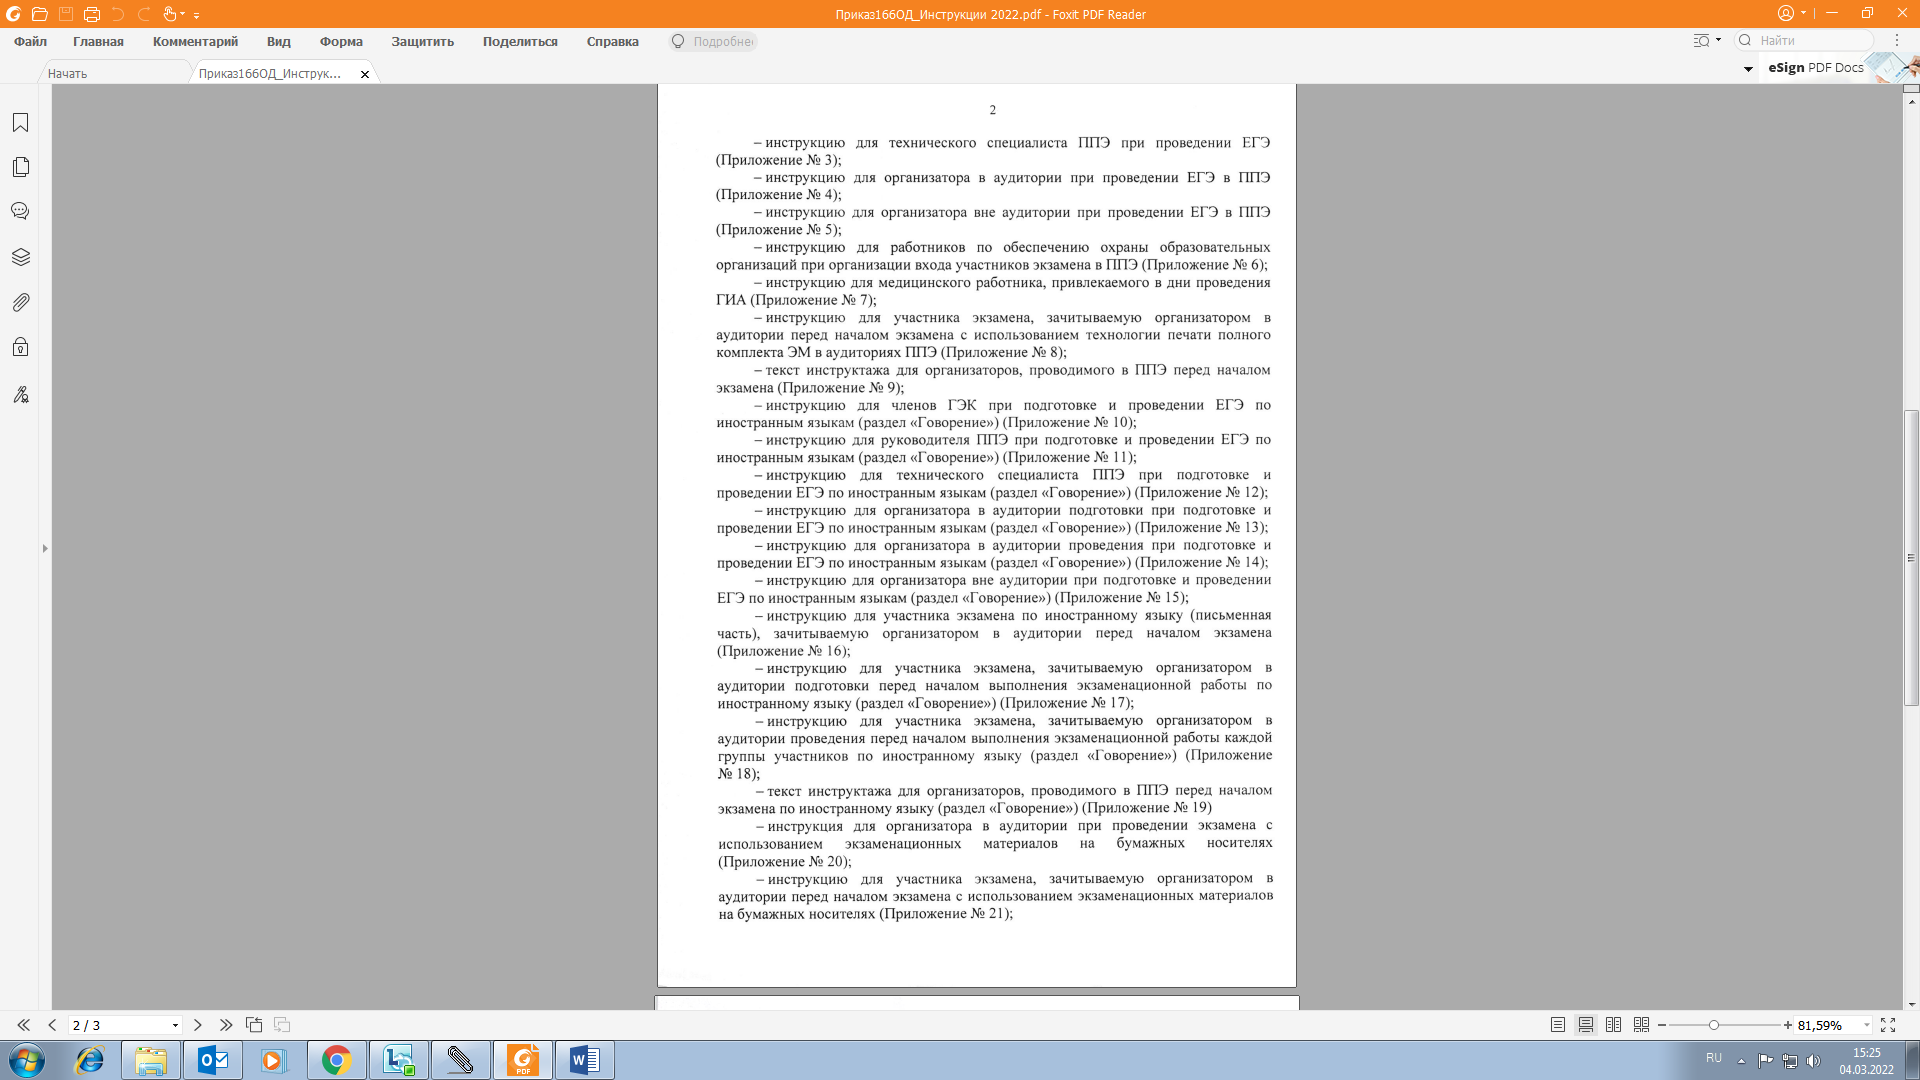 Приказ166ОД_Инструкции 2022.pdf - Foxit PDF Reader
Файл Главная Комментарий Вид Форма Защитить Поделиться Справка Подробнее Найти
Начать Приказ166ОД_Инструк... eSign PDF Docs
2
– инструкцию для технического специалиста ППЭ при проведении ЕГЭ
(Приложение № 3);
– инструкцию для организатора в аудитории при проведении ЕГЭ в ППЭ
(Приложение № 4);
– инструкцию для организатора вне аудитории при проведении ЕГЭ в ППЭ
(Приложение № 5);
– инструкцию для работников по обеспечению охраны образовательных
организаций при организации входа участников экзамена в ППЭ (Приложение № 6);
– инструкцию для медицинского работника, привлекаемого в дни проведения
ГИА (Приложение № 7);
– инструкцию для участника экзамена, зачитываемую организатором в
аудитории перед началом экзамена с использованием технологии печати полного
комплекта ЭМ в аудиториях ППЭ (Приложение № 8);
– текст инструктажа для организаторов, проводимого в ППЭ перед началом
экзамена (Приложение № 9);
– инструкцию для членов ГЭК при подготовке и проведении ЕГЭ по
иностранным языкам (раздел «Говорение») (Приложение № 10);
– инструкцию для руководителя ППЭ при подготовке и проведении ЕГЭ по
иностранным языкам (раздел «Говорение») (Приложение № 11);
– инструкцию для технического специалиста ППЭ при подготовке и
проведении ЕГЭ по иностранным языкам (раздел «Говорение») (Приложение № 12);
– инструкцию для организатора в аудитории подготовки при подготовке и
проведении ЕГЭ по иностранным языкам (раздел «Говорение») (Приложение № 13);
– инструкцию для организатора в аудитории проведения при подготовке и
проведении ЕГЭ по иностранным языкам (раздел «Говорение») (Приложение № 14);
– инструкцию для организатора вне аудитории при подготовке и проведении
ЕГЭ по иностранным языкам (раздел «Говорение») (Приложение № 15);
– инструкцию для участника экзамена по иностранному языку (письменная
часть), зачитываемую организатором в аудитории перед началом экзамена
(Приложение № 16);
– инструкцию для участника экзамена, зачитываемую организатором в
аудитории подготовки перед началом выполнения экзаменационной работы по
иностранному языку (раздел «Говорение») (Приложение № 17);
– инструкцию для участника экзамена, зачитываемую организатором в
аудитории проведения перед началом выполнения экзаменационной работы каждой
группы участников по иностранному языку (раздел «Говорение») (Приложение
№ 18);
– текст инструктажа для организаторов, проводимого в ППЭ перед началом
экзамена по иностранному языку (раздел «Говорение») (Приложение № 19)
– инструкция для организатора в аудитории при проведении экзамена с
использованием экзаменационных материалов на бумажных носителях
(Приложение № 20);
– инструкцию для участника экзамена, зачитываемую организатором в
аудитории перед началом экзамена с использованием экзаменационных материалов
на бумажных носителях (Приложение № 21);
2 / 3 81,59%
RU 15:25
04.03.2022